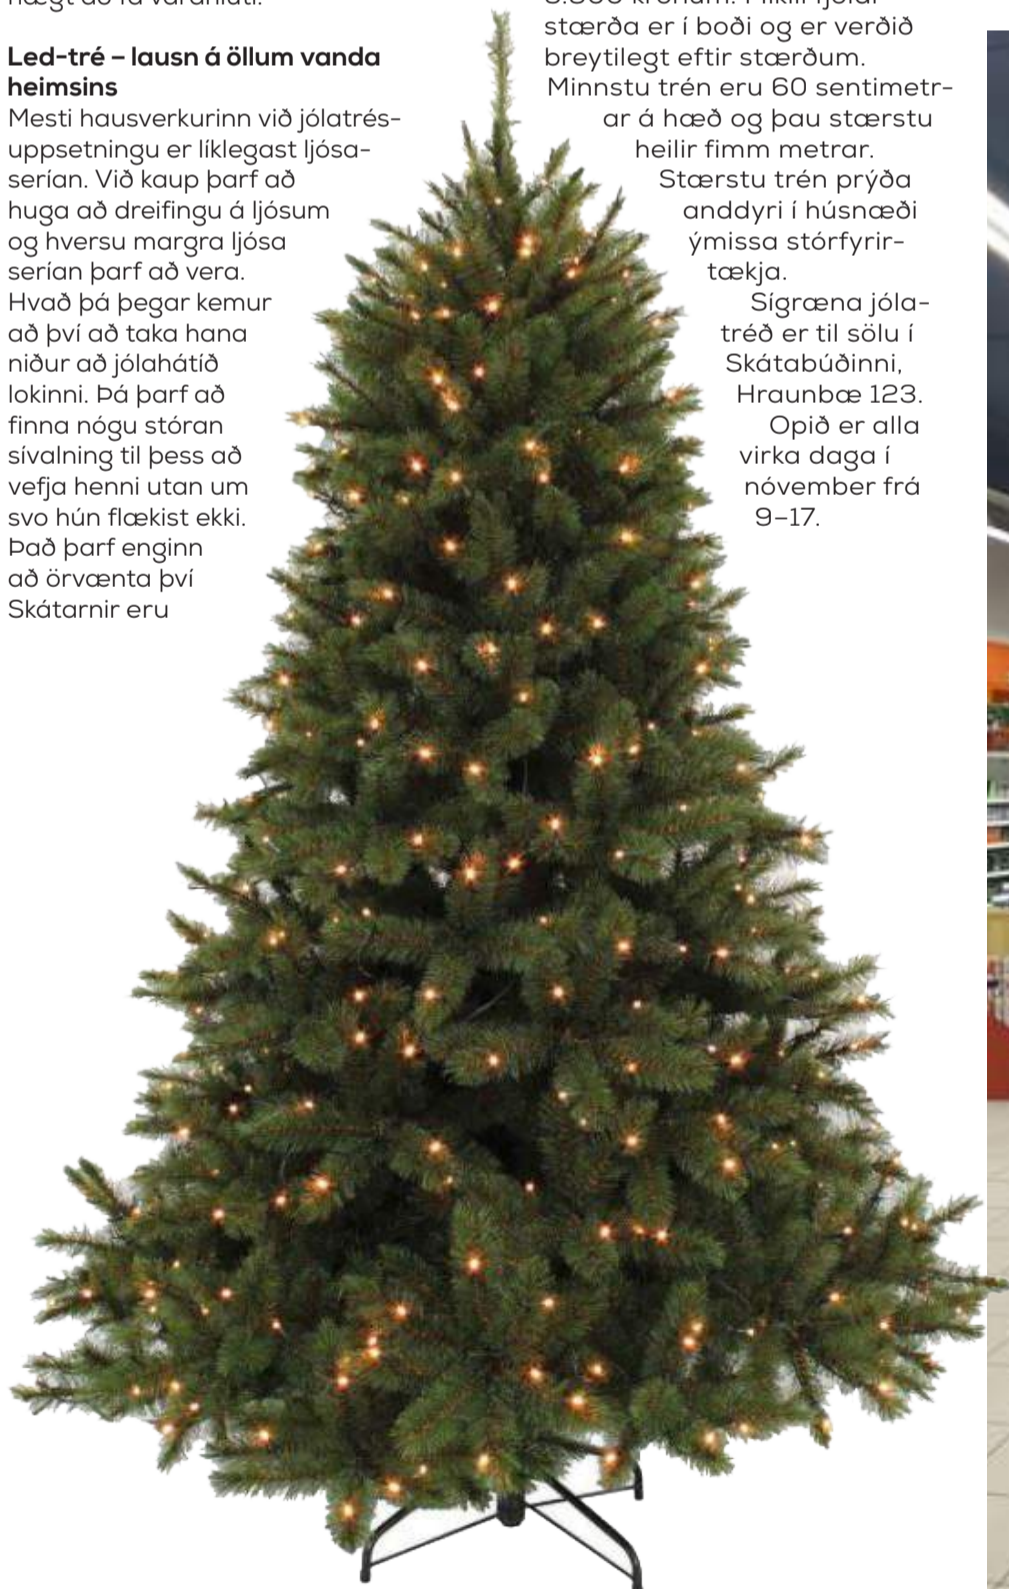 Led-tré – lausn á öllum vanda
heimsins
Mesti hausverkurinn við jólatrés-
uppsetningu er líklegast ljósa-
serían. Við kaup þarf að
huga að dreifingu á ljósum
og hversu margra ljósa
serían þarf að vera.
Hvað þá þegar kemur
að því að taka hana
niður að jólahátíð
lokinni. Þá þarf að
finna nógu stóran
sívalning til þess að
vefja henni utan um
svo hún flækist ekki.
Það þarf enginn
að örvænta því
Skátarnir eru
stærða er í boði og er verðið
breytilegt eftir stærðum.
Minnstu trén eru 60 sentimetr-
ar á hæð og þau stærstu
heilir fimm metrar.
Stærstu trén prýða
anddyri í húsnæði
ýmissa stórfyrir-
tækja.
Sígræna jóla-
tréð er til sölu í
Skátabúðinni,
Hraunbæ 123.
Opið er alla
virka daga í
nóvember frá
9–17.